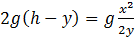 2g(h − y) = g x²/2y